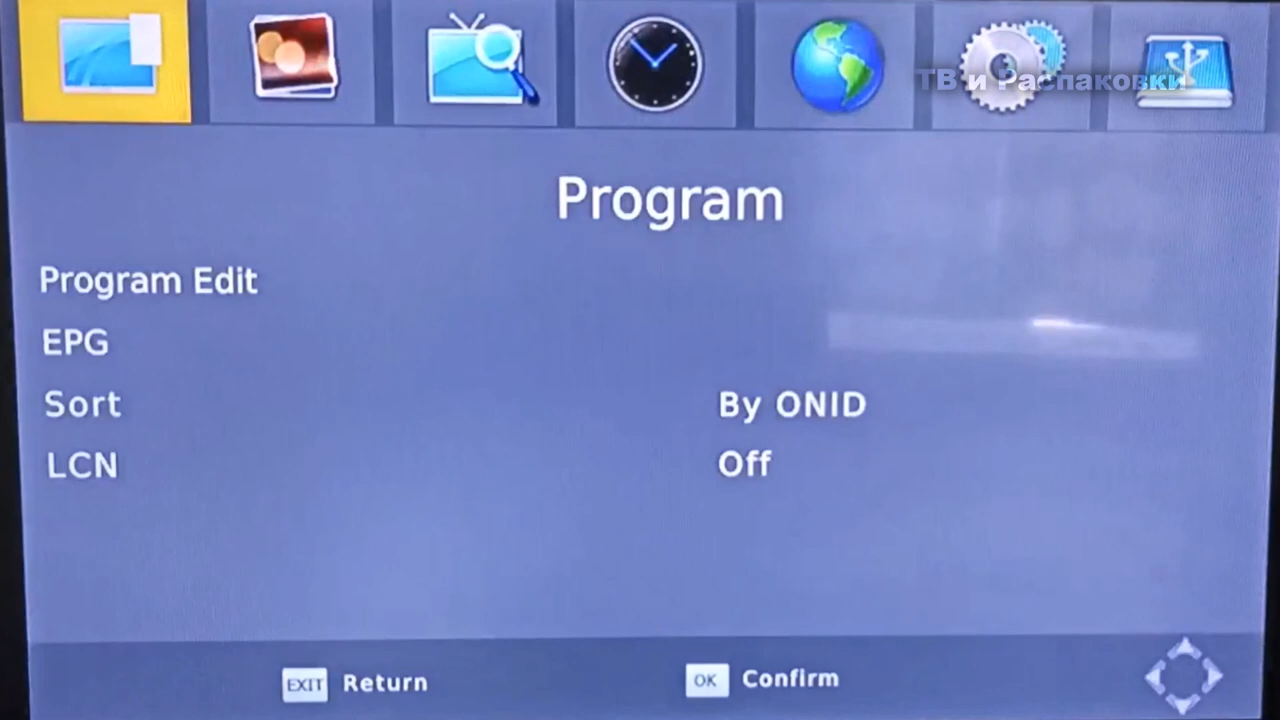 ТВ и Распаковки
Program
Program Edit
EPG
Sort By ONID
LCN Off
EXIT Return OK Confirm